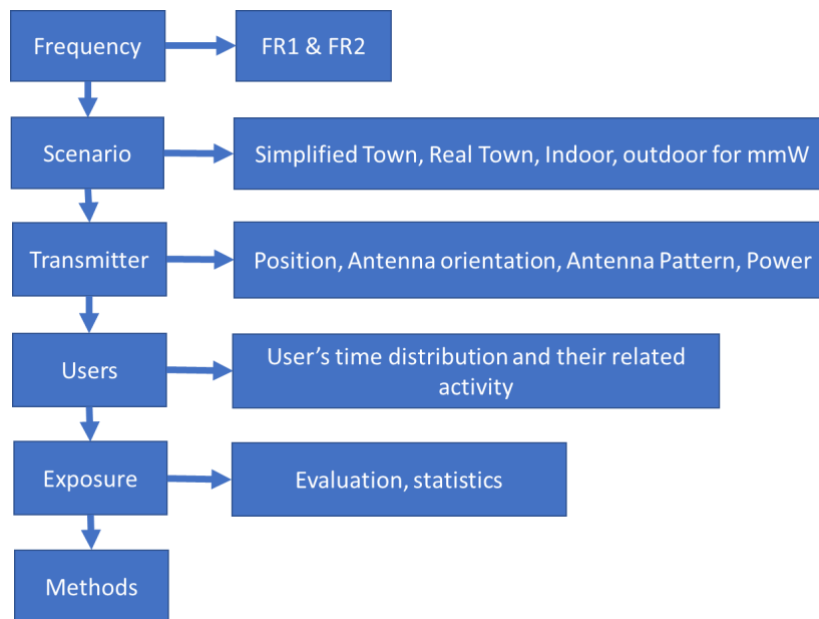 Frequency
FR1 & FR2
Scenario
Simplified Town, Real Town, Indoor, outdoor for mmW
Transmitter
Position, Antenna orientation, Antenna Pattern, Power
Users
User's time distribution and their related
activity
Exposure
Evaluation, statistics
Methods